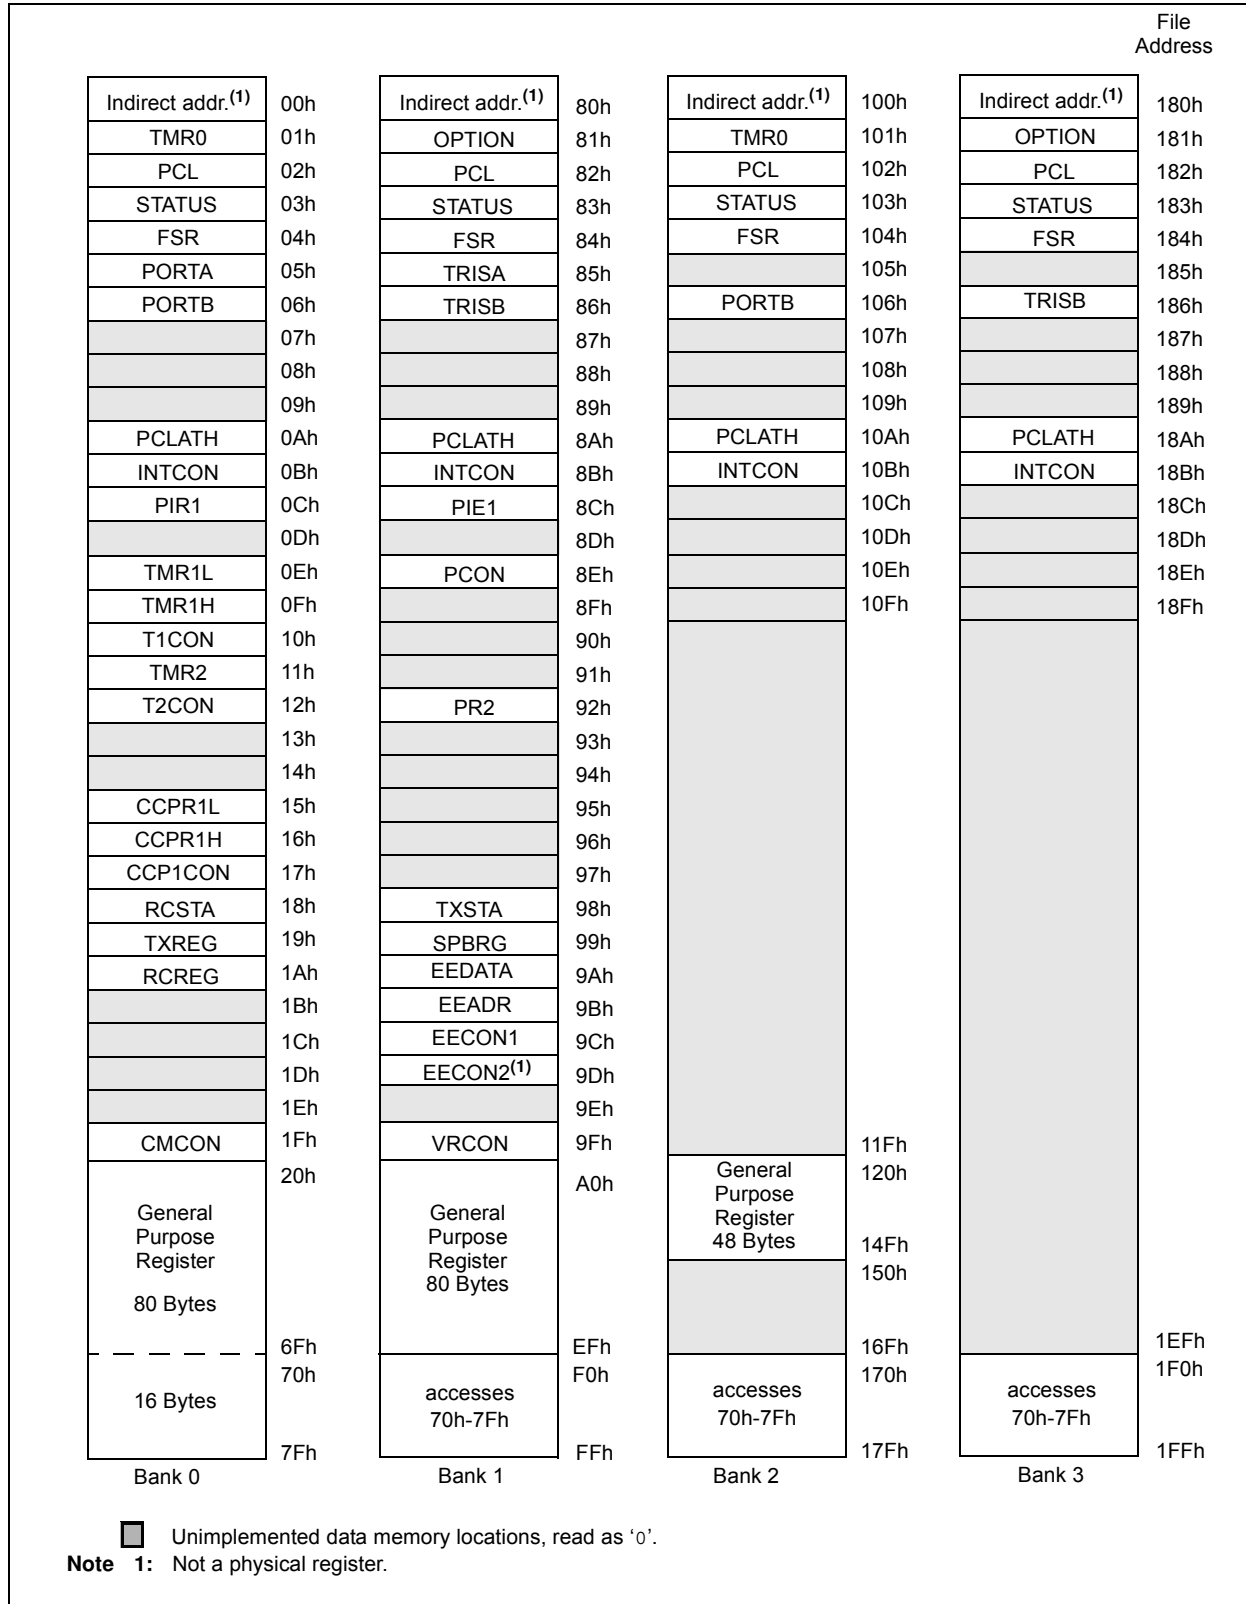 File
Address
Indirect addr.(1) 00h Indirect addr.(1) 80h Indirect addr.(1) 100h Indirect addr.(1) 180h
TMR0 01h OPTION 81h TMR0 101h OPTION 181h
PCL 02h PCL 82h PCL 102h PCL 182h
STATUS 03h STATUS 83h STATUS 103h STATUS 183h
FSR 04h FSR 84h FSR 104h FSR 184h
PORTA 05h TRISA 85h 105h 185h
PORTB 06h TRISB 86h PORTB 106h TRISB 186h
07h 87h 107h 187h
08h 88h 108h 188h
09h 89h 109h 189h
PCLATH 0Ah PCLATH 8Ah PCLATH 10Ah PCLATH 18Ah
INTCON 0Bh INTCON 8Bh INTCON 10Bh INTCON 18Bh
PIR1 0Ch PIE1 8Ch 10Ch 18Ch
0Dh 8Dh 10Dh 18Dh
TMR1L 0Eh PCON 8Eh 10Eh 18Eh
TMR1H 0Fh 8Fh 10Fh 18Fh
T1CON 10h 90h
TMR2 11h 91h
T2CON 12h PR2 92h
13h 93h
14h 94h
CCPR1L 15h 95h
CCPR1H 16h 96h
CCP1CON 17h 97h
RCSTA 18h TXSTA 98h
TXREG 19h SPBRG 99h
RCREG 1Ah EEDATA 9Ah
1Bh EEADR 9Bh
1Ch EECON1 9Ch
1Dh EECON2(1) 9Dh
1Eh 9Eh
CMCON 1Fh VRCON 9Fh 11Fh
20h A0h General 120h
Purpose
General General Register
Purpose Purpose 48 Bytes 14Fh
Register Register 150h
80 Bytes 80 Bytes
6Fh EFh 16Fh 1EFh
70h F0h 170h 1F0h
16 Bytes accesses accesses accesses
70h-7Fh 70h-7Fh 70h-7Fh
7Fh FFh 17Fh 1FFh
Bank 0 Bank 1 Bank 2 Bank 3
Unimplemented data memory locations, read as ‘0’.
Note 1: Not a physical register.